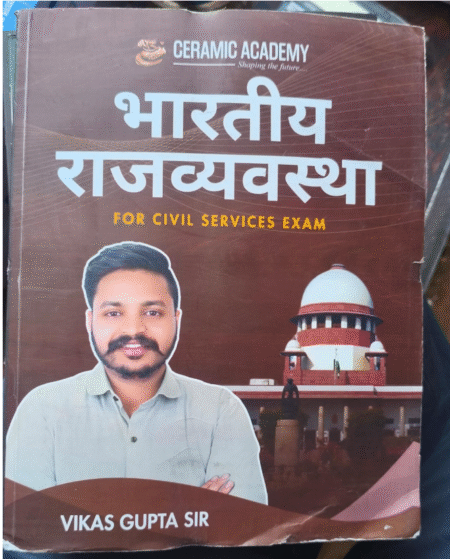 CERAMIC ACADEMY
Shaping the future...
भारतीय
राजव्यवस्था
FOR CIVIL SERVICES EXAM
VIKAS GUPTA SIR